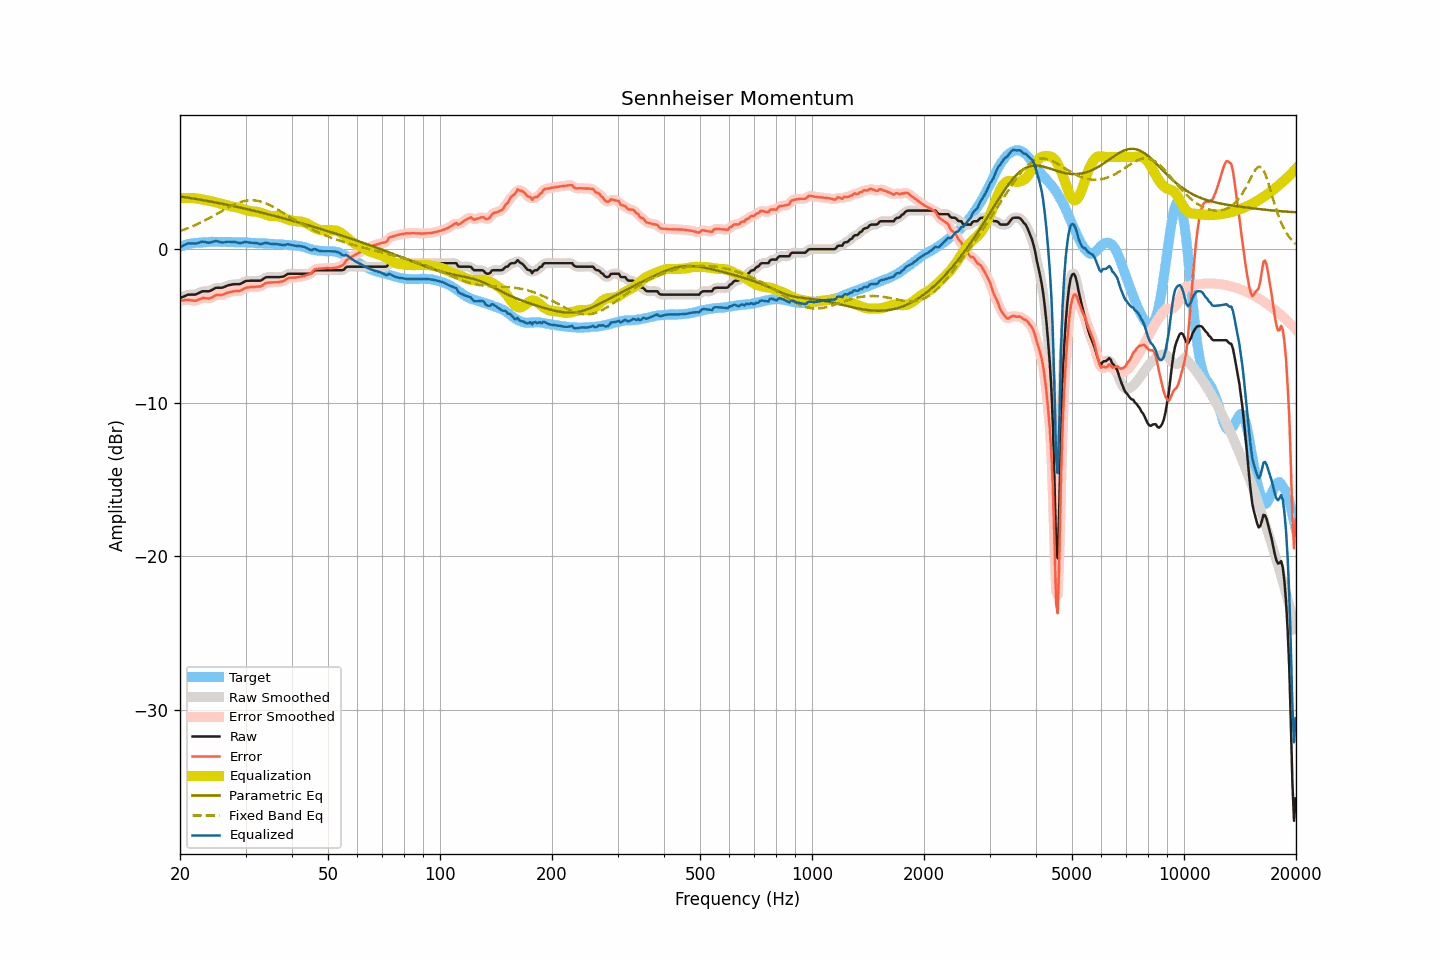 Sennheiser Momentum
Amplitude (dBr)
0
−10
−20
−30
Target
Raw Smoothed
Error Smoothed
Raw
Error
Equalization
Parametric Eq
Fixed Band Eq
Equalized
20 50 100 200 500 1000 2000 5000 10000 20000
Frequency (Hz)